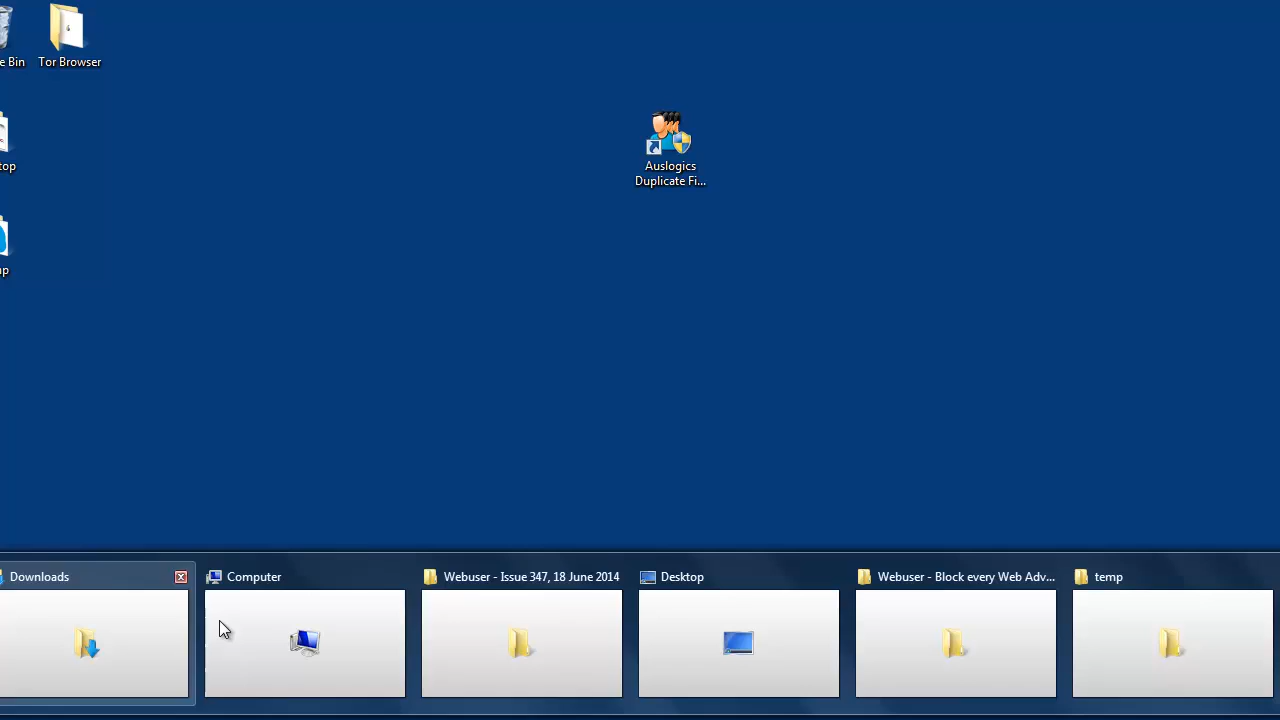 e Bin
Tor Browser
top
Auslogics
Duplicate Fi...
Downloads
Computer
Webuser - Issue 347, 18 June 2014
Desktop
Webuser - Block every Web Adv...
temp